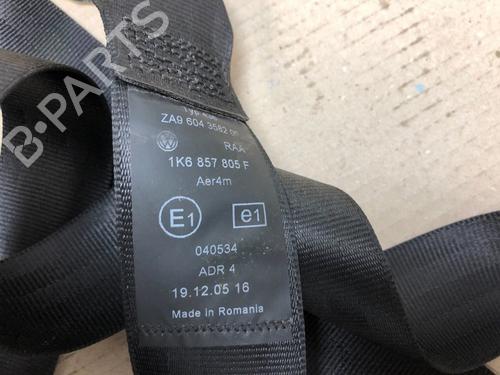 B-PARTS
ZA9 604 3582
RAA
1K6 857 805 F
Aer4m
E1
e1
040534
ADR 4
19.12.05 16
Made in Romania